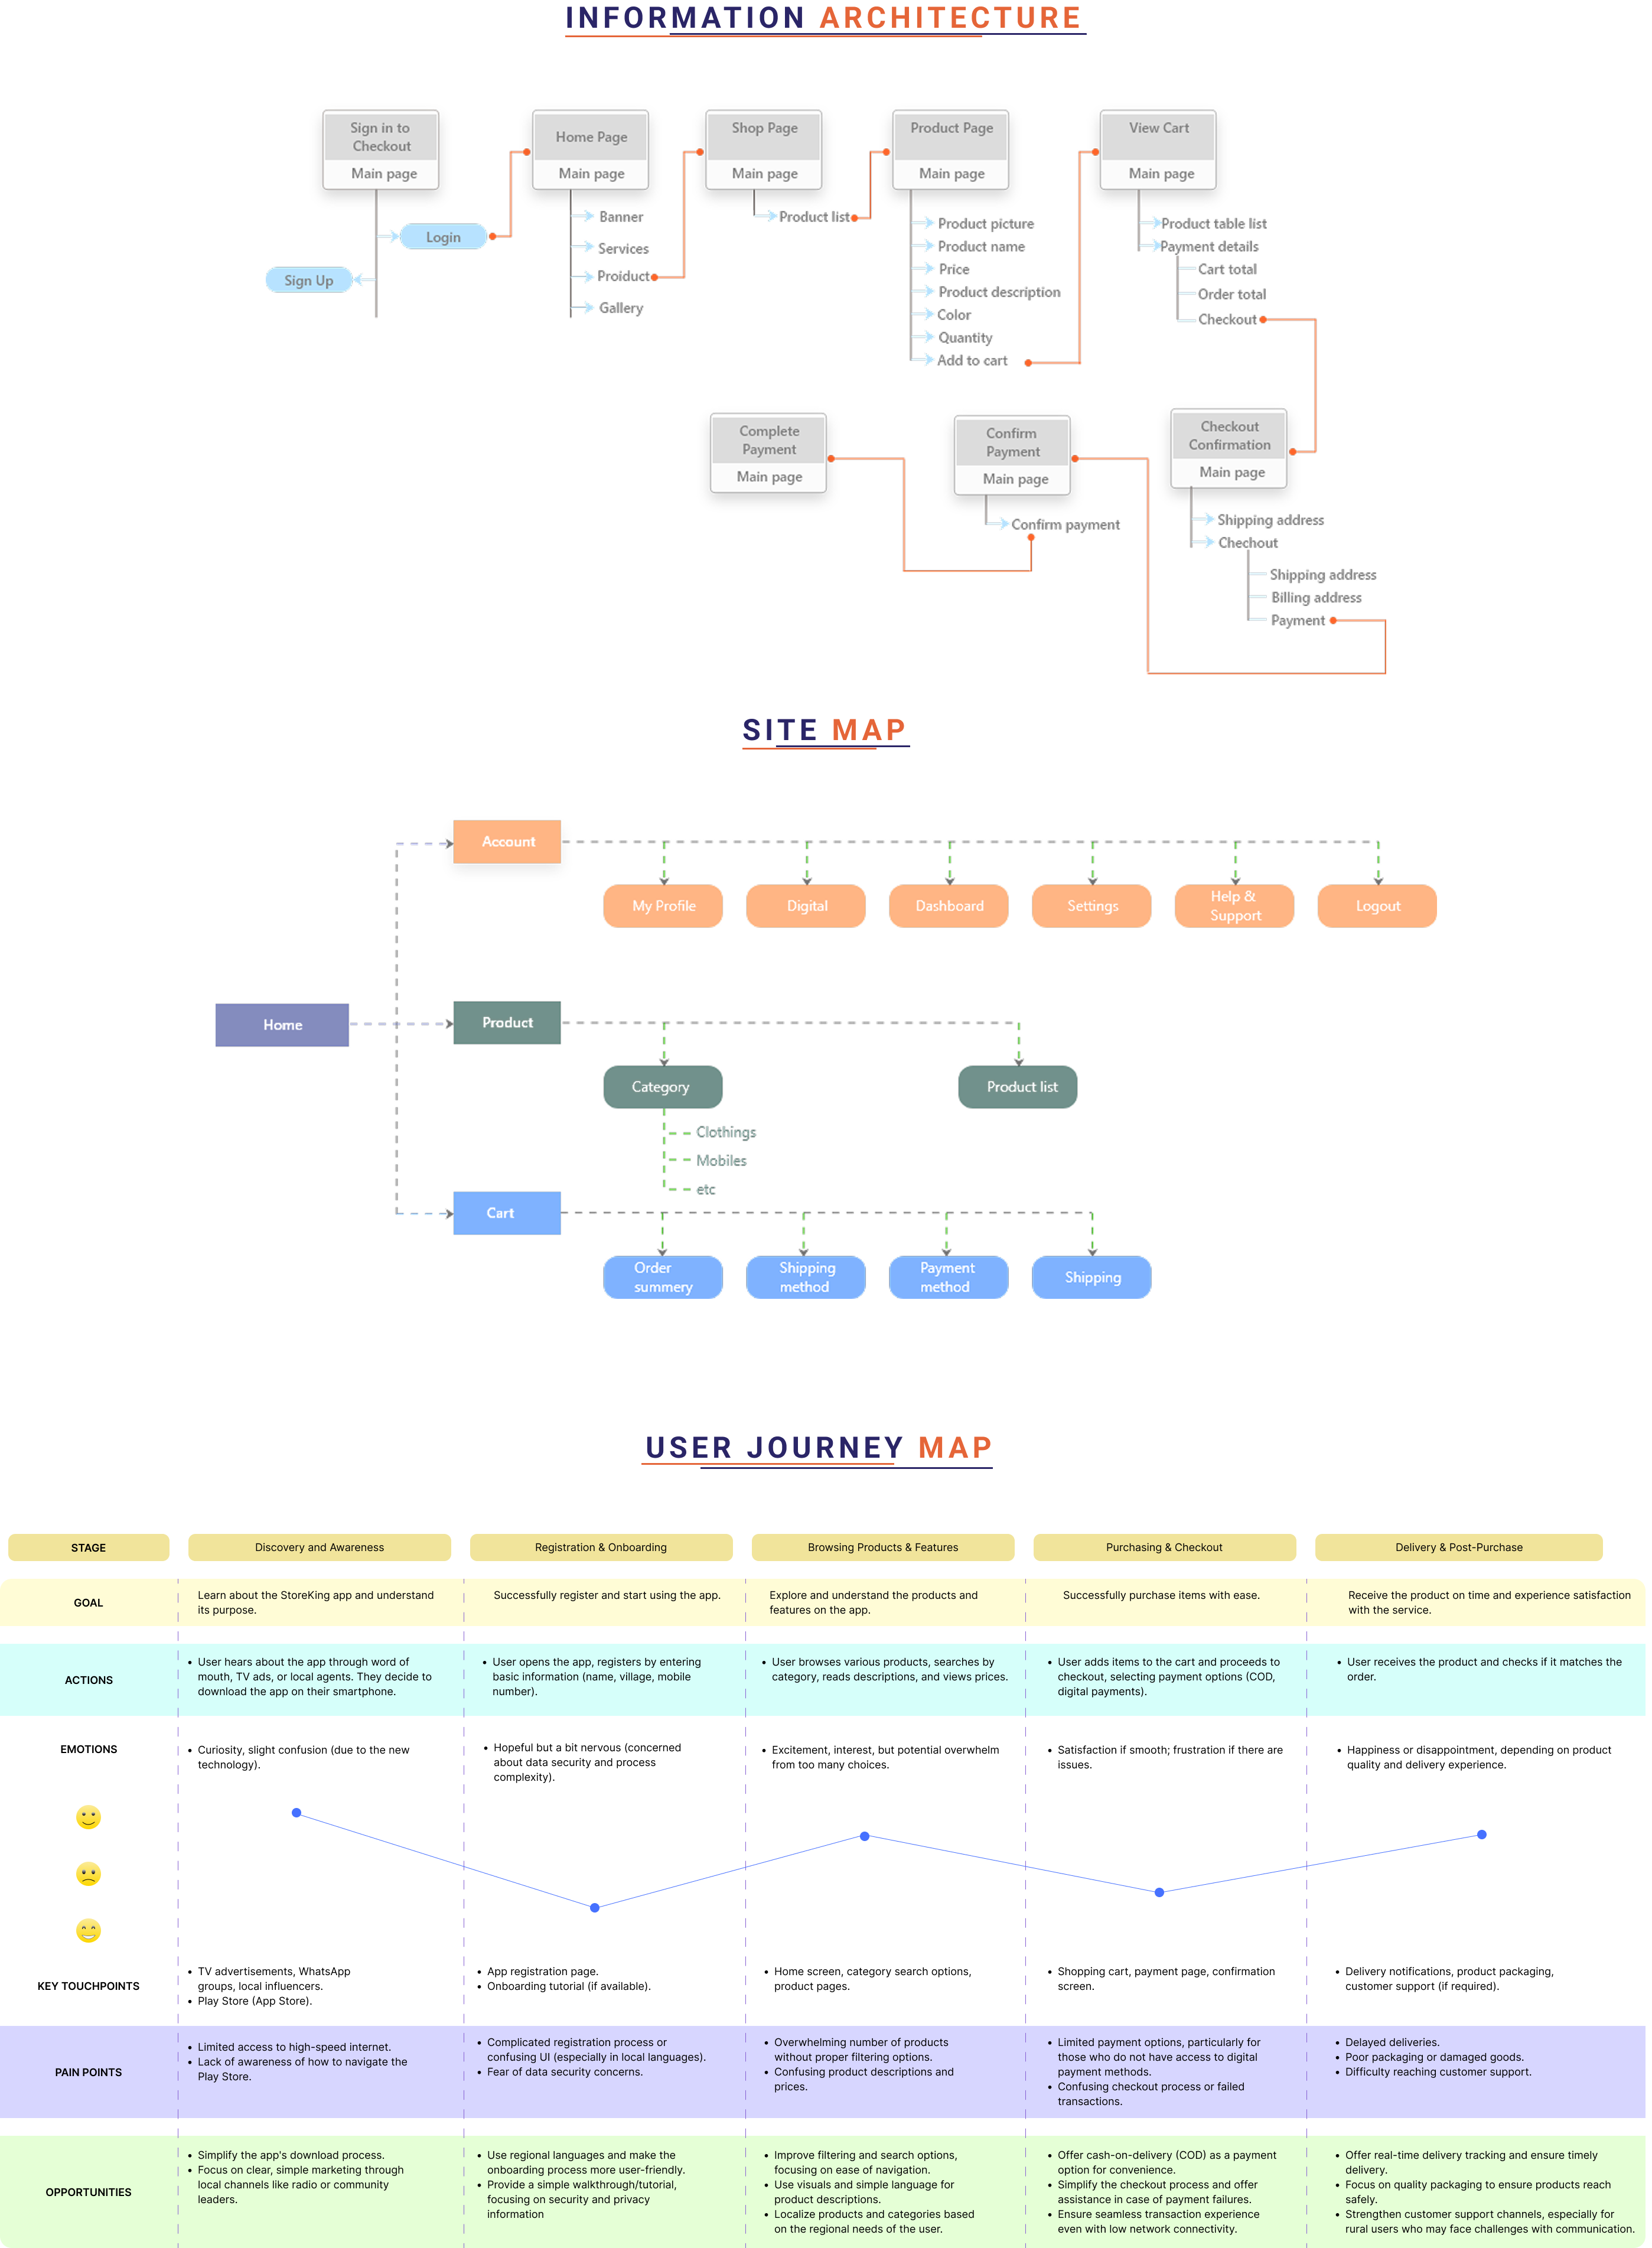 INFORMATION ARCHITECTURE
Sign in to
Checkout
Main page
Login
Sign Up
Home Page
Main page
Banner
Services
Proiduct
Gallery
Shop Page
Main page
Product list
Product Page
Main page
Product picture
Product name
Price
Product description
Color
Quantity
Add to cart
View Cart
Main page
Product table list
Payment details
Cart total
Order total
Checkout
Complete
Payment
Main page
Confirm
Payment
Main page
Confirm payment
Checkout
Confirmation
Main page
Shipping address
Chechout
Shipping address
Billing address
Payment
SITE MAP
Account
My Profile
Digital
Dashboard
Settings
Help &
Support
Logout
Home
Product
Category
Product list
Clothings
Mobiles
etc
Cart
Order
summery
Shipping
method
Payment
method
Shipping
USER JOURNEY MAP
STAGE
Discovery and Awareness
Registration & Onboarding
Browsing Products & Features
Purchasing & Checkout
Delivery & Post-Purchase
GOAL
Learn about the StoreKing app and understand
its purpose.
Successfully register and start using the app.
Explore and understand the products and
features on the app.
Successfully purchase items with ease.
Receive the product on time and experience satisfaction
with the service.
ACTIONS
• User hears about the app through word of
mouth, TV ads, or local agents. They decide to
download the app on their smartphone.
• User opens the app, registers by entering
basic information (name, village, mobile
number).
• User browses various products, searches by
category, reads descriptions, and views prices.
• User adds items to the cart and proceeds to
checkout, selecting payment options (COD,
digital payments).
• User receives the product and checks if it matches the
order.
EMOTIONS
• Curiosity, slight confusion (due to the new
technology).
• Hopeful but a bit nervous (concerned
about data security and process
complexity).
• Excitement, interest, but potential overwhelm
from too many choices.
• Satisfaction if smooth; frustration if there are
issues.
• Happiness or disappointment, depending on product
quality and delivery experience.
KEY TOUCHPOINTS
• TV advertisements, WhatsApp
groups, local influencers.
• Play Store (App Store).
• App registration page.
• Onboarding tutorial (if available).
• Home screen, category search options,
product pages.
• Shopping cart, payment page, confirmation
screen.
• Delivery notifications, product packaging,
customer support (if required).
PAIN POINTS
• Limited access to high-speed internet.
• Lack of awareness of how to navigate the
Play Store.
• Complicated registration process or
confusing UI (especially in local languages).
• Fear of data security concerns.
• Overwhelming number of products
without proper filtering options.
• Confusing product descriptions and
prices.
• Limited payment options, particularly for
those who do not have access to digital
payment methods.
• Confusing checkout process or failed
transactions.
• Delayed deliveries.
• Poor packaging or damaged goods.
• Difficulty reaching customer support.
OPPORTUNITIES
• Simplify the app's download process.
• Focus on clear, simple marketing through
local channels like radio or community
leaders.
• Use regional languages and make the
onboarding process more user-friendly.
• Provide a simple walkthrough/tutorial,
focusing on security and privacy
information
• Improve filtering and search options,
focusing on ease of navigation.
• Use visuals and simple language for
product descriptions.
• Localize products and categories based
on the regional needs of the user.
• Offer cash-on-delivery (COD) as a payment
option for convenience.
• Simplify the checkout process and offer
assistance in case of payment failures.
• Ensure seamless transaction experience
even with low network connectivity.
• Offer real-time delivery tracking and ensure timely
delivery.
• Focus on quality packaging to ensure products reach
safely.
• Strengthen customer support channels, especially for
rural users who may face challenges with communication.